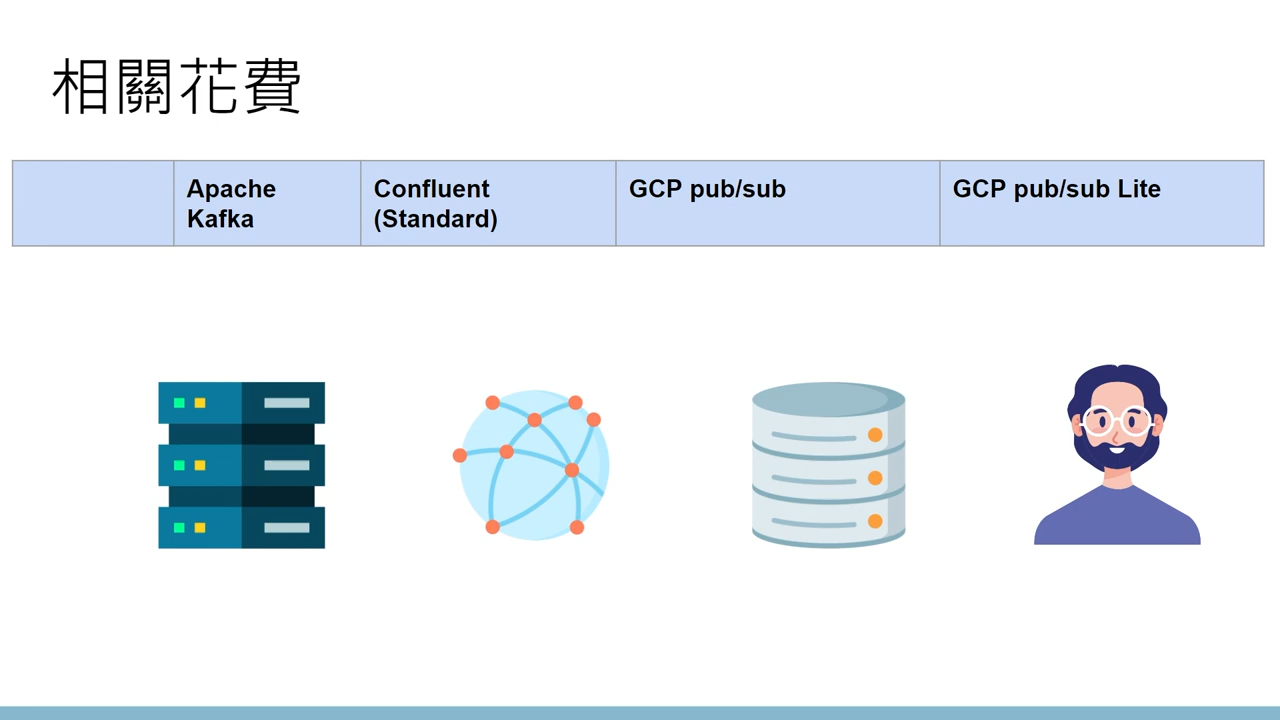 相關花費
Apache
Kafka
Confluent
(Standard)
GCP pub/sub
GCP pub/sub Lite